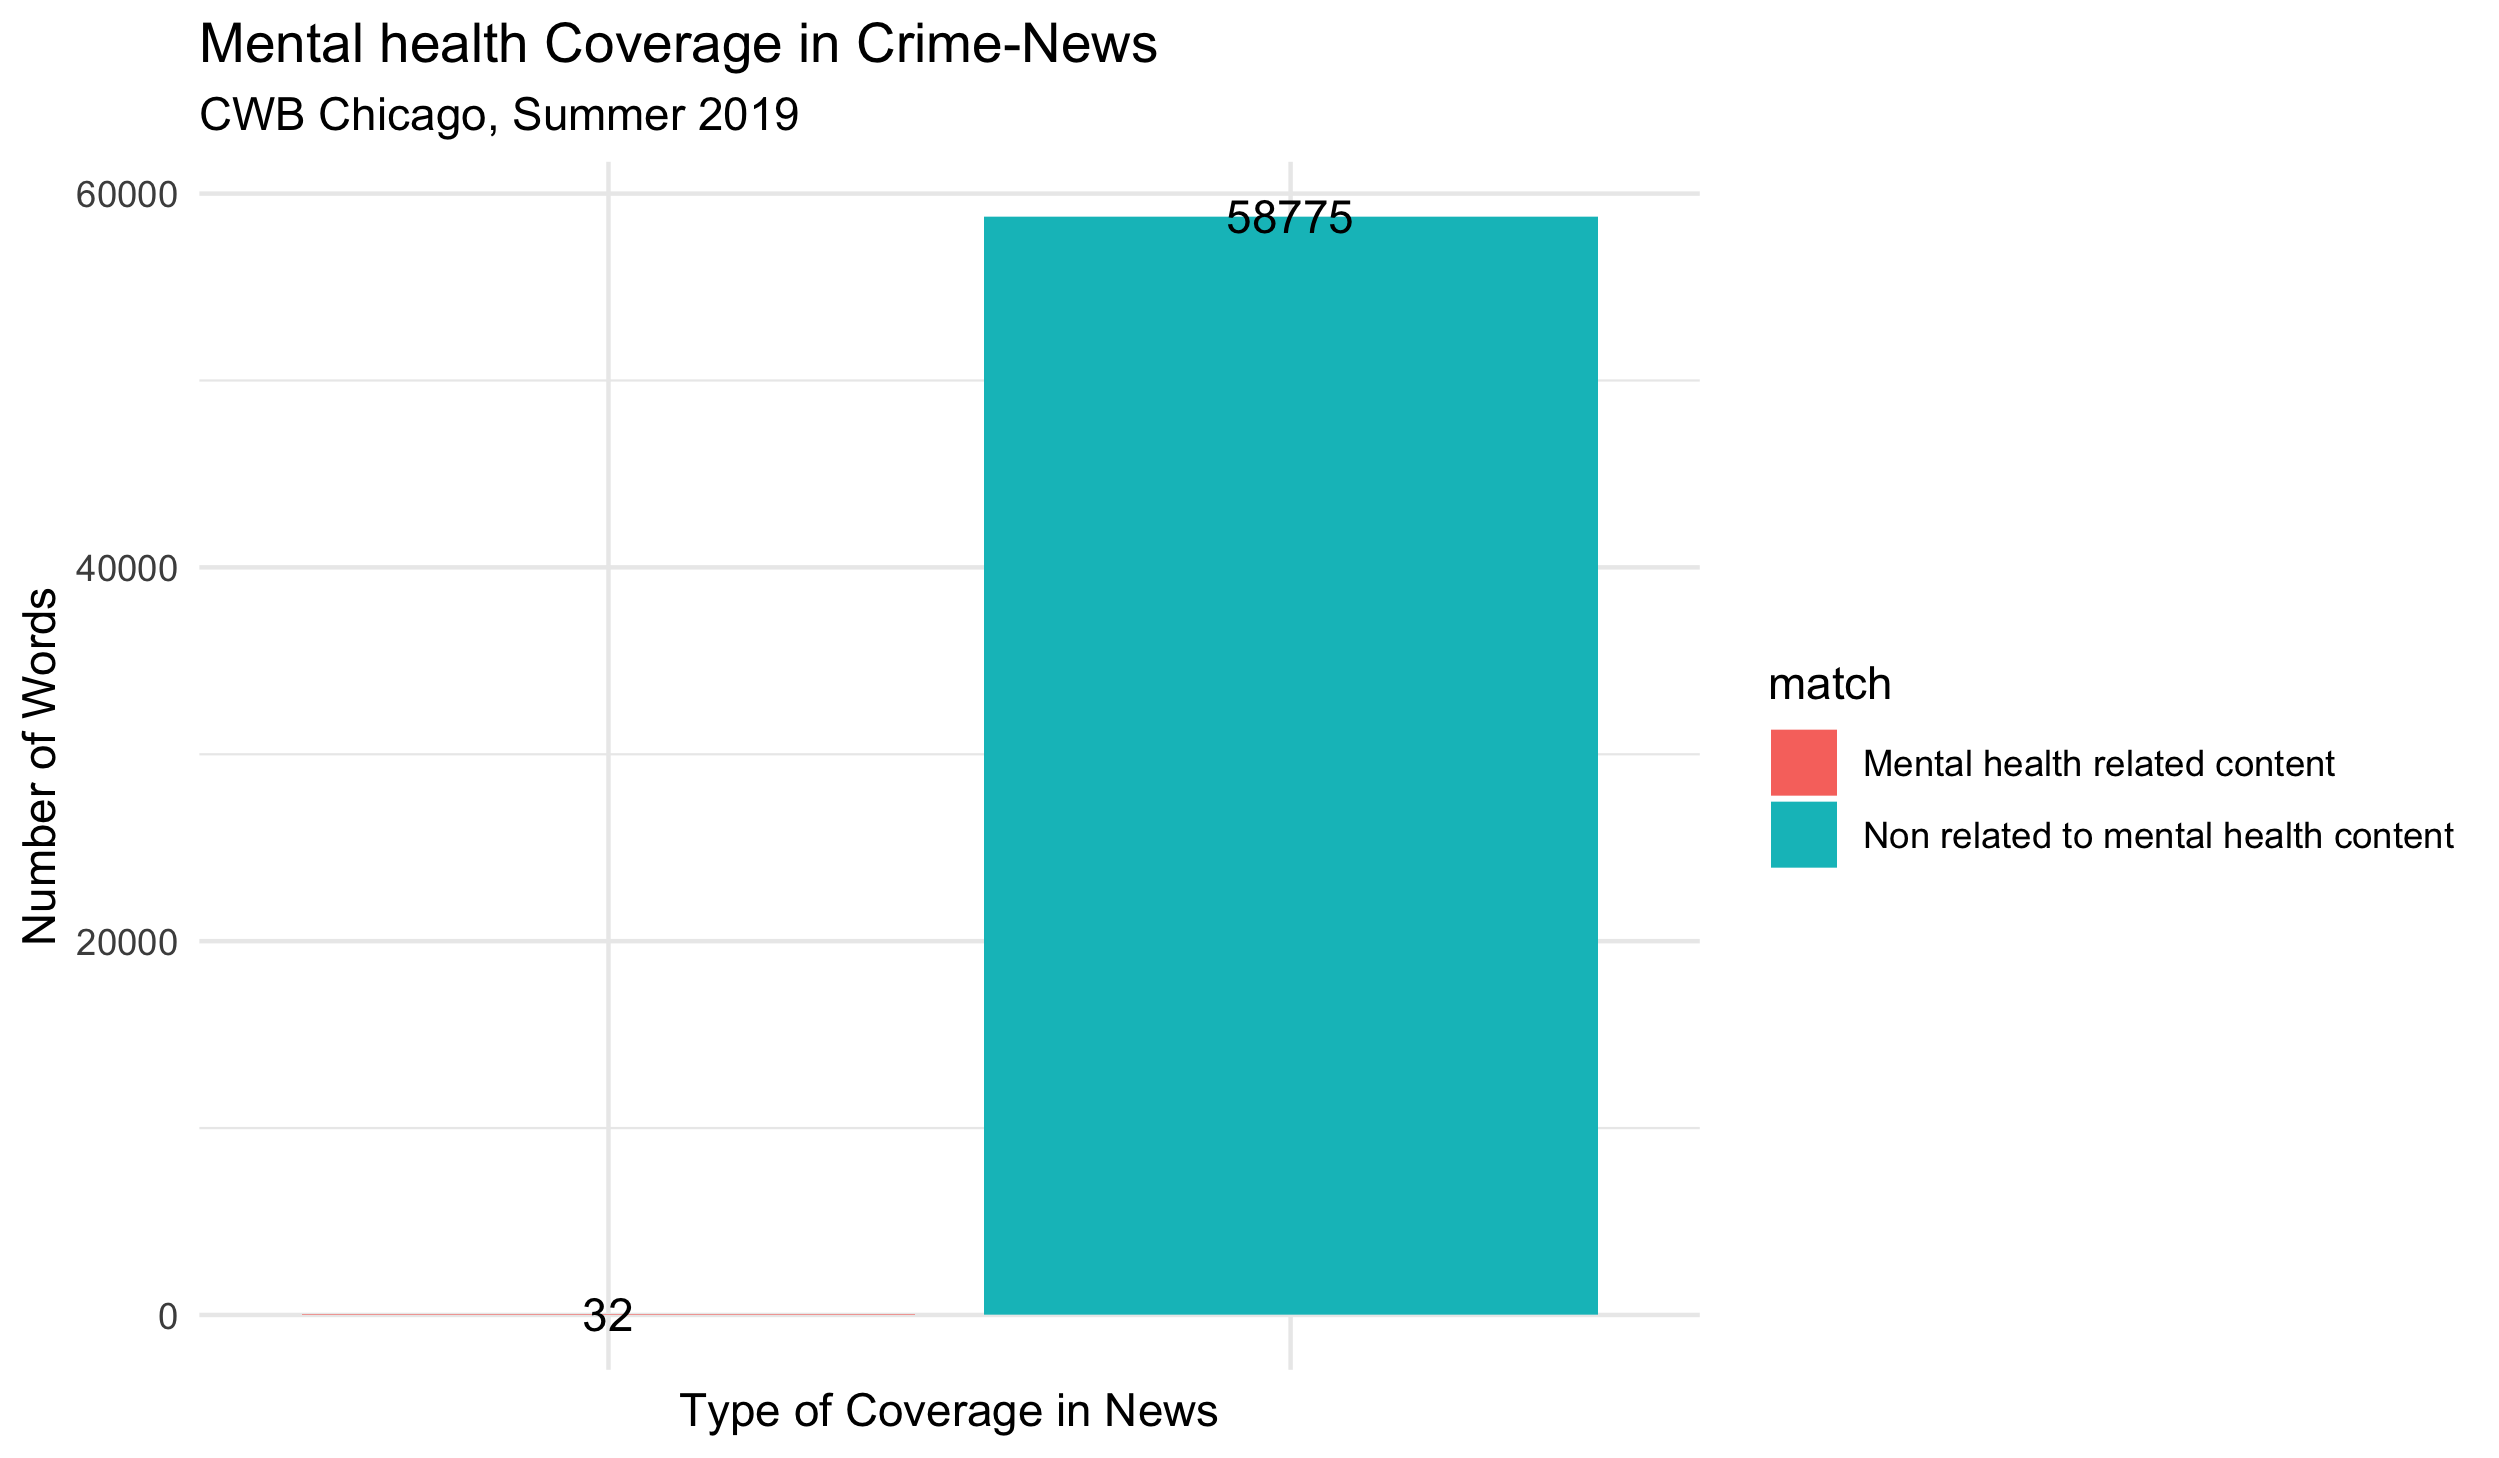 Mental health Coverage in Crime-News
CWB Chicago, Summer 2019
60000
40000
20000
0
Number of Words
58775
32
Type of Coverage in News
match
Mental health related content
Non related to mental health content